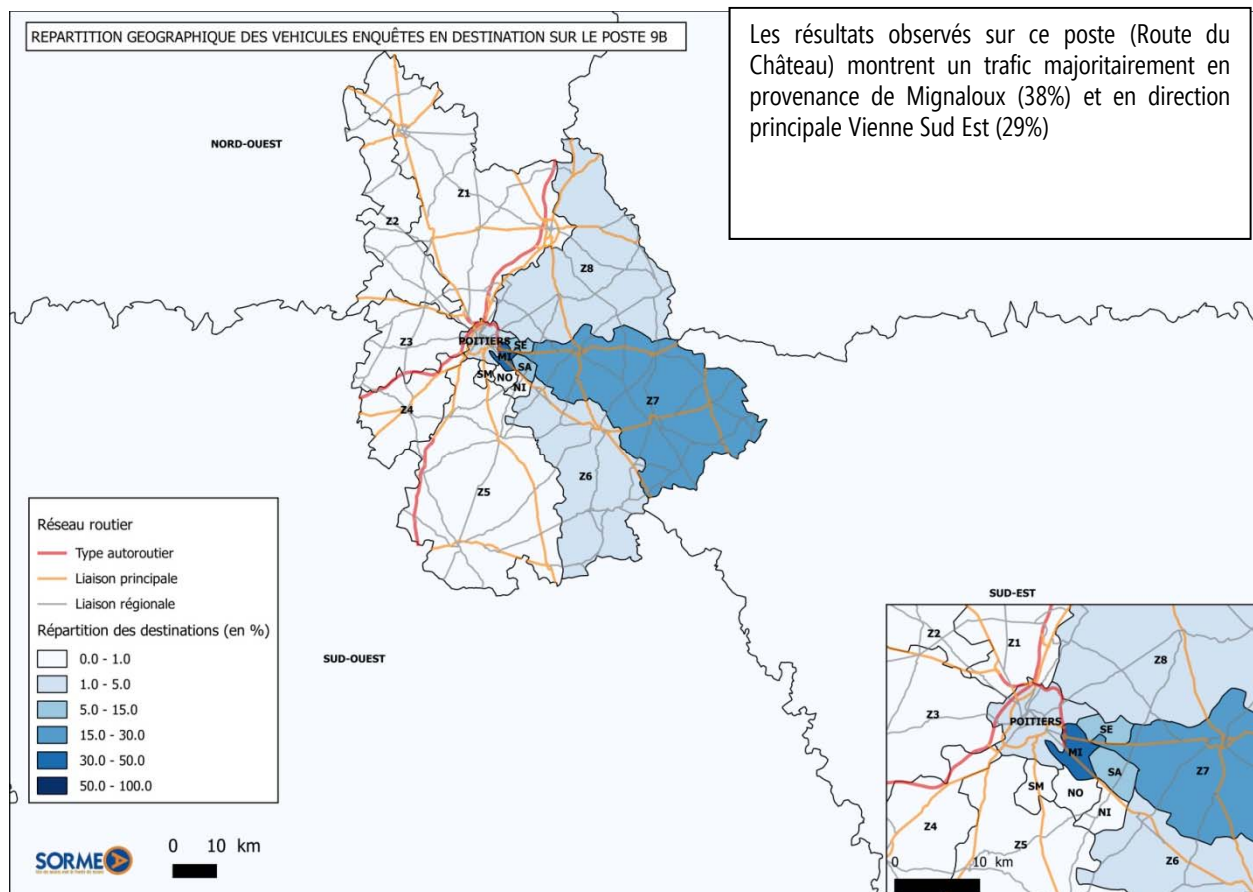 REPARTITION GEOGRAPHIQUE DES VEHICULES ENQUÊTES EN DESTINATION SUR LE POSTE 9B
Les résultats observés sur ce poste (Route du
Château) montrent un trafic majoritairement en
provenance de Mignaloux (38%) et en direction
principale Vienne Sud Est (29%)
NORD-OUEST
Z1
Z2
Z8
Z3
POITIERS
SE
MI
SA
SM
NO
NI
Z4
Z7
Z6
Z5
Réseau routier
Type autoroutier
Liaison principale
Liaison régionale
Répartition des destinations (en %)
0.0 - 1.0
1.0 - 5.0
5.0 - 15.0
15.0 - 30.0
30.0 - 50.0
50.0 - 100.0
SUD-OUEST
SUD-EST
Z2
Z1
Z8
Z3
POITIERS
SE
MI
SA
Z7
SM
NO
NI
Z4
Z5
Z6
0 10 km
SORMEA
0 10 km